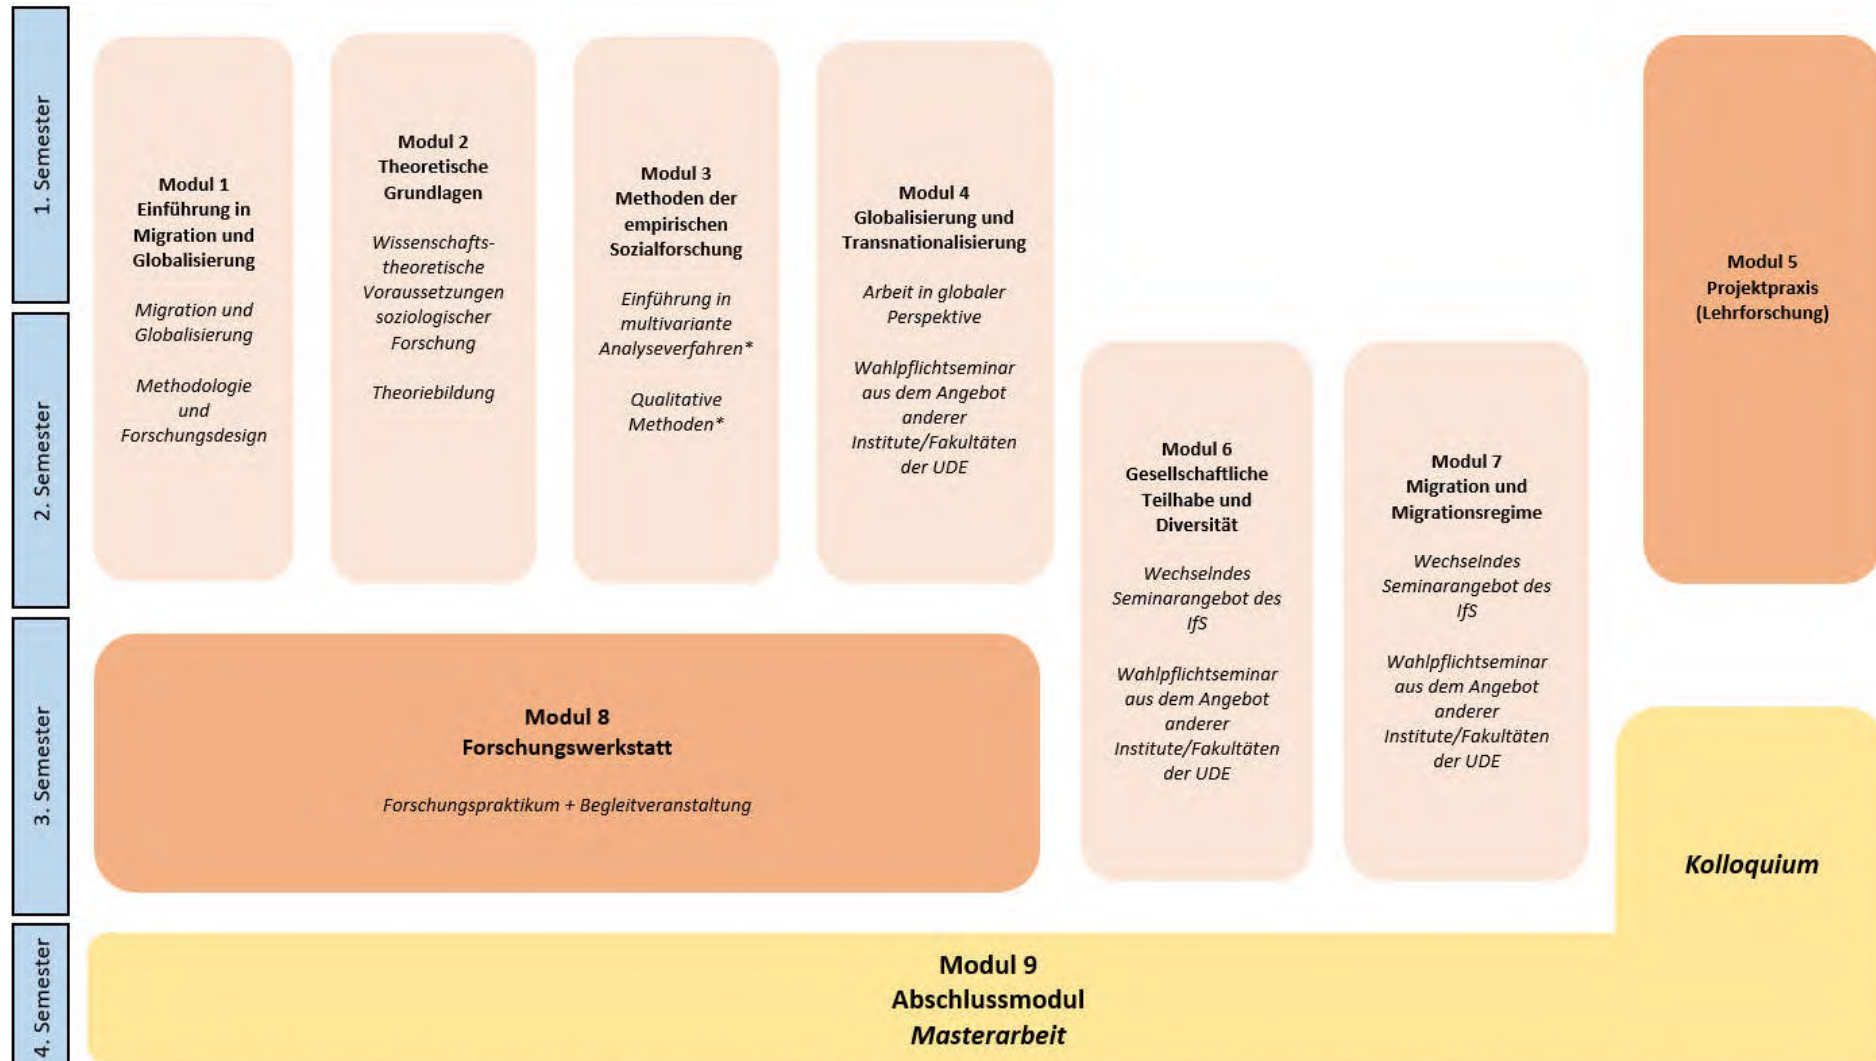 1. Semester
2. Semester
3. Semester
4. Semester
Modul 1
Einführung in
Migration und
Globalisierung
Migration und
Globalisierung
Methodologie
und
Forschungsdesign
Modul 2
Theoretische
Grundlagen
Wissenschafts-
theoretische
Voraussetzungen
soziologischer
Forschung
Theoriebildung
Modul 3
Methoden der
empirischen
Sozialforschung
Einführung in
multivariante
Analyseverfahren*
Qualitative
Methoden*
Modul 4
Globalisierung und
Transnationalisierung
Arbeit in globaler
Perspektive
Wahlpflichtseminar
aus dem Angebot
anderer
Institute/Fakultäten
der UDE
Modul 5
Projektpraxis
(Lehrforschung)
Modul 6
Gesellschaftliche
Teilhabe und
Diversität
Wechselndes
Seminarangebot des
IfS
Wahlpflichtseminar
aus dem Angebot
anderer
Institute/Fakultäten
der UDE
Modul 7
Migration und
Migrationsregime
Wechselndes
Seminarangebot des
IfS
Wahlpflichtseminar
aus dem Angebot
anderer
Institute/Fakultäten
der UDE
Modul 8
Forschungswerkstatt
Forschungspraktikum + Begleitveranstaltung
Kolloquium
Modul 9
Abschlussmodul
Masterarbeit